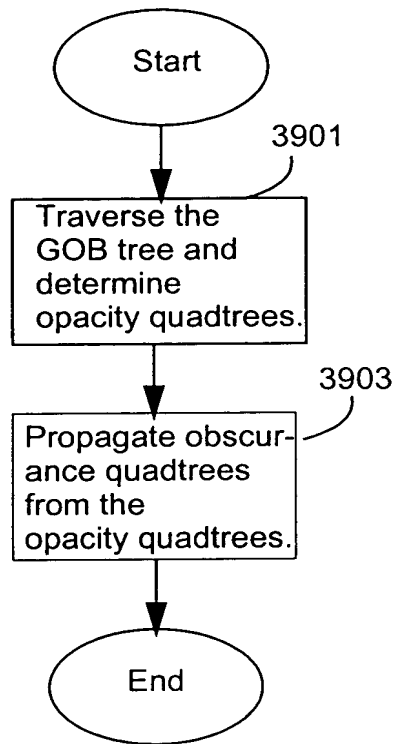 Start
3901
Traverse the
GOB tree and
determine
opacity quadtrees.
3903
Propagate obscur-
ance quadtrees
from the
opacity quadtrees.
End